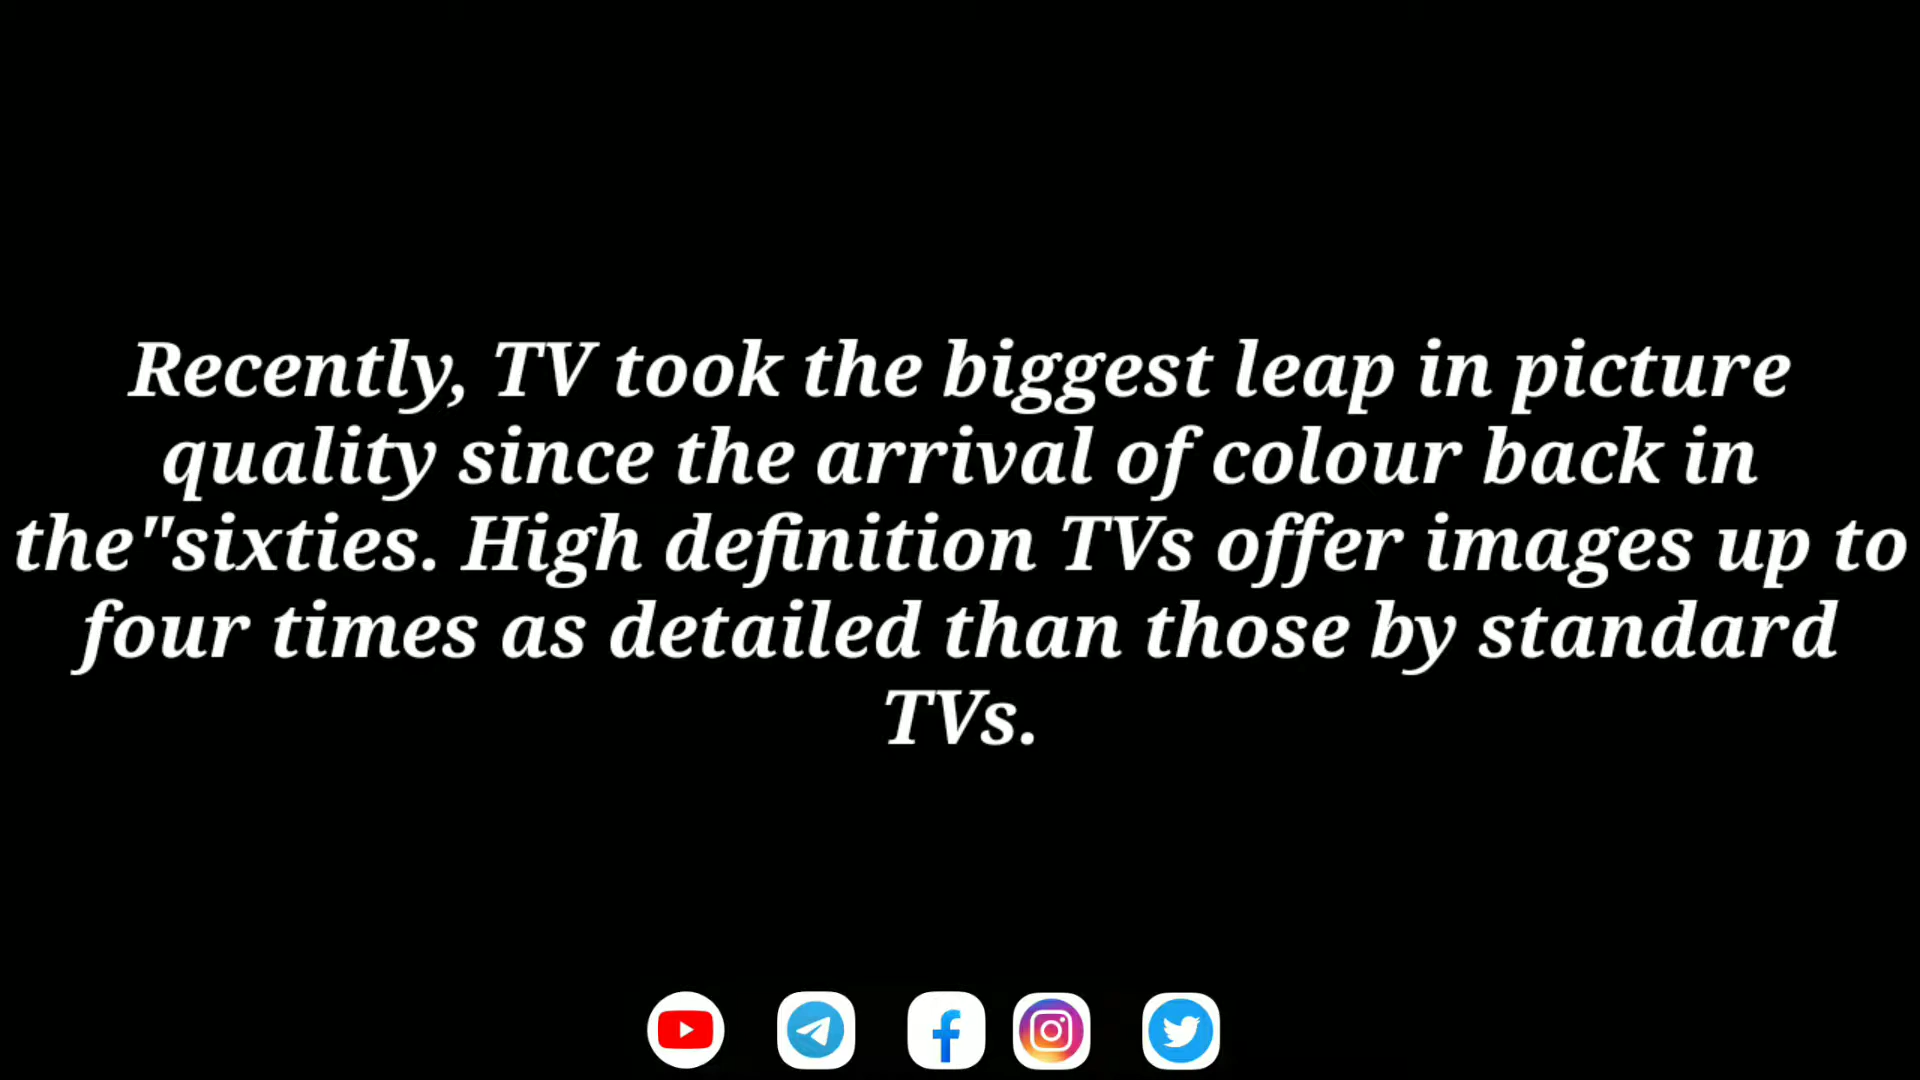 Recently, TV took the biggest leap in picture
quality since the arrival of colour back in
the"sixties. High definition TVs offer images up to
four times as detailed than those by standard
TVs.